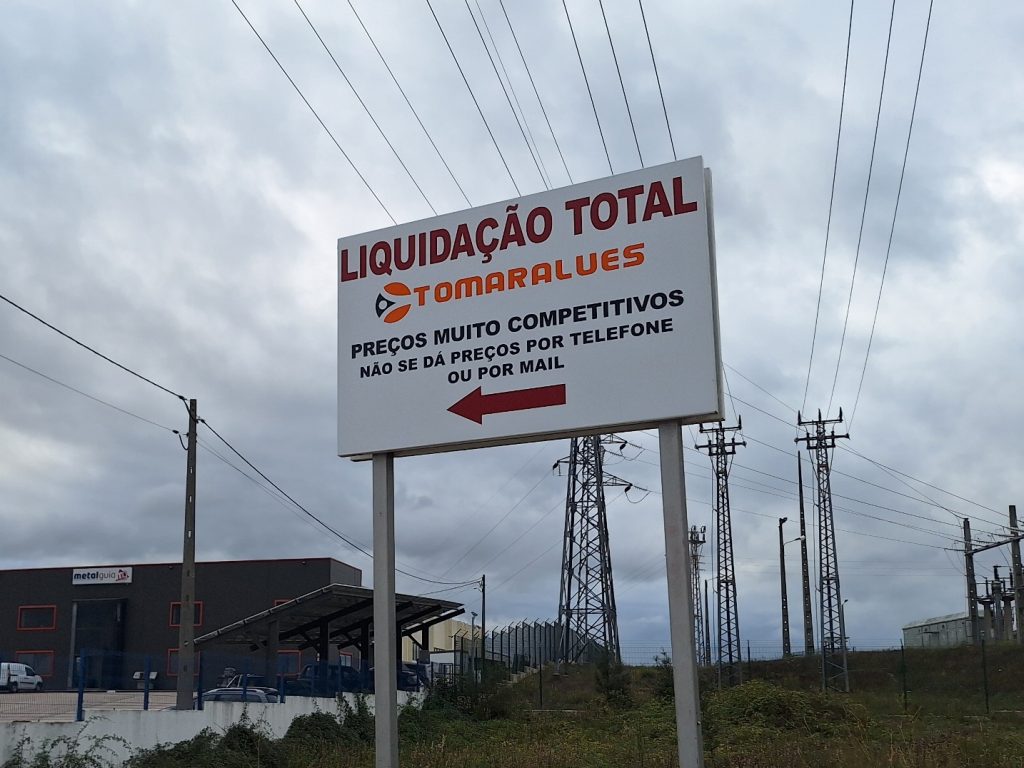 LIQUIDAÇÃO TOTAL
TOMARALUES
PREÇOS MUITO COMPETITIVOS
NÃO SE DÁ PREÇOS POR TELEFONE
OU POR MAIL
metalguia